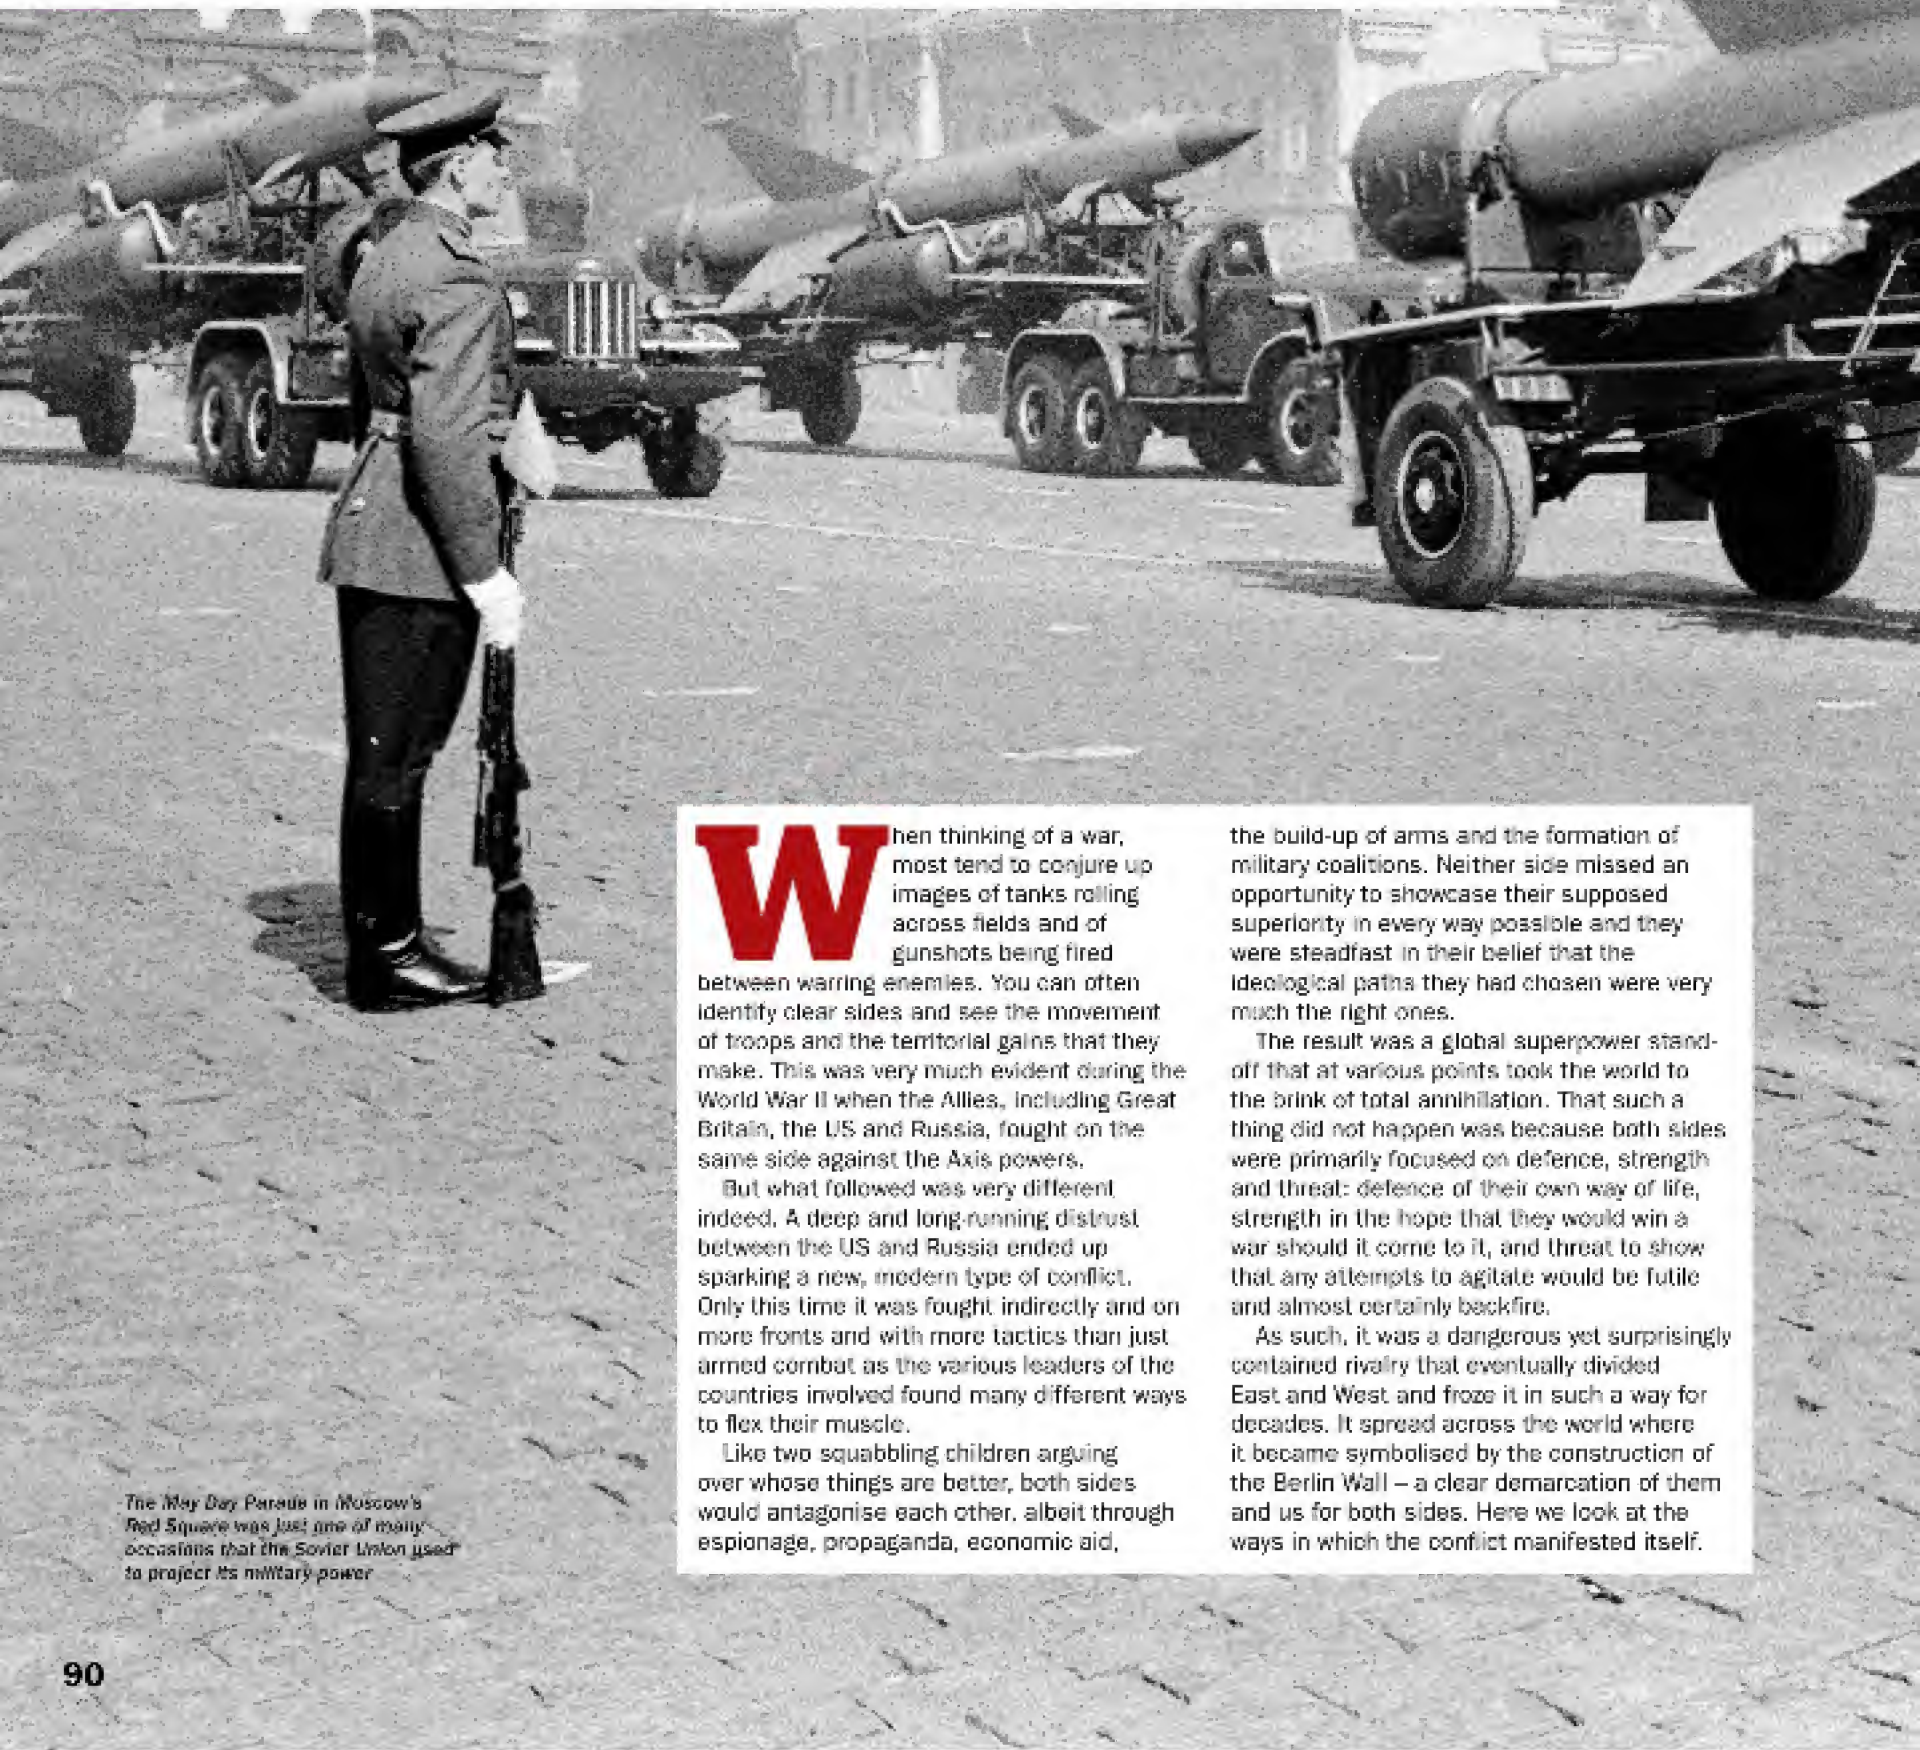 When thinking of a war,
most tend to conjure up
images of tanks rolling
across fields and of
gunshots being fired
between warring enemies. You can often
identify clear sides and see the movement
of troops and the territorial gains that they
make. This was very much evident during the
World War II when the Allies, including Great
Britain, the US and Russia, fought on the
same side against the Axis powers.
But what followed was very different
indeed. A deep and long-running distrust
between the US and Russia ended up
sparking a new, modern type of conflict.
Only this time it was fought indirectly and on
more fronts and with more tactics than just
armed combat as the various leaders of the
countries involved found many different ways
to flex their muscle.
Like two squabbling children arguing
over whose things are better, both sides
would antagonise each other, albeit through
espionage, propaganda, economic aid,
the build-up of arms and the formation of
military coalitions. Neither side missed an
opportunity to showcase their supposed
superiority in every way possible and they
were steadfast in their belief that the
ideological paths they had chosen were very
much the right ones.
The result was a global superpower stand-
off that at various points took the world to
the brink of total annihilation. That such a
thing did not happen was because both sides
were primarily focused on defence, strength
and threat: defence of their own way of life,
strength in the hope that they would win a
war should it come to it, and threat to show
that any attempts to agitate would be futile
and almost certainly backfire.
As such, it was a dangerous yet surprisingly
contained rivalry that eventually divided
East and West and froze it in such a way for
decades. It spread across the world where
it became symbolised by the construction of
the Berlin Wall – a clear demarcation of them
and us for both sides. Here we look at the
ways in which the conflict manifested itself.
The May Day Parade in Moscow's
Red Square was just one of many
occasions that the Soviet Union used
to project its military power
90